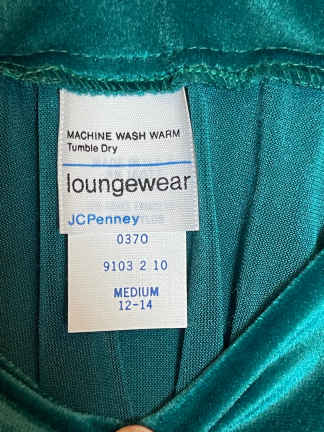 MACHINE WASH WARM
Tumble Dry
loungewear
JCPenney
0370
9103 2 10
MEDIUM
12-14